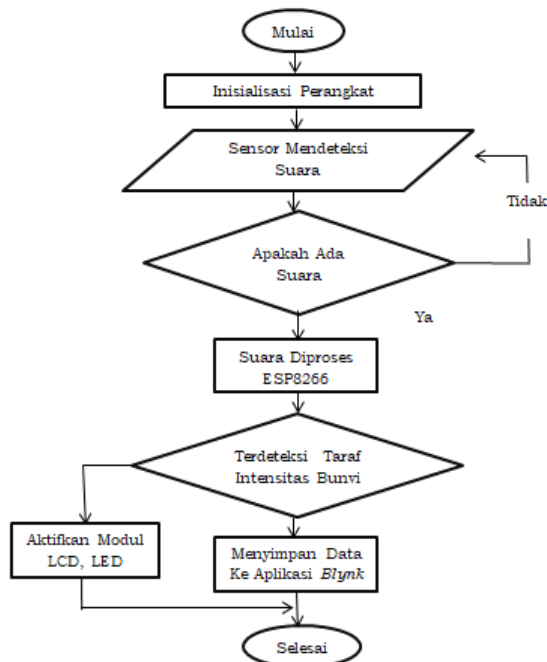 Mulai
Inisialisasi Perangkat
Sensor Mendeteksi
Suara
Tidak
Apakah Ada
Suara
Ya
Suara Diproses
ESP8266
Terdeteksi Taraf
Intensitas Bunvi
Aktifkan Modul
LCD, LED
Menyimpan Data
Ke Aplikasi Blynk
Selesai